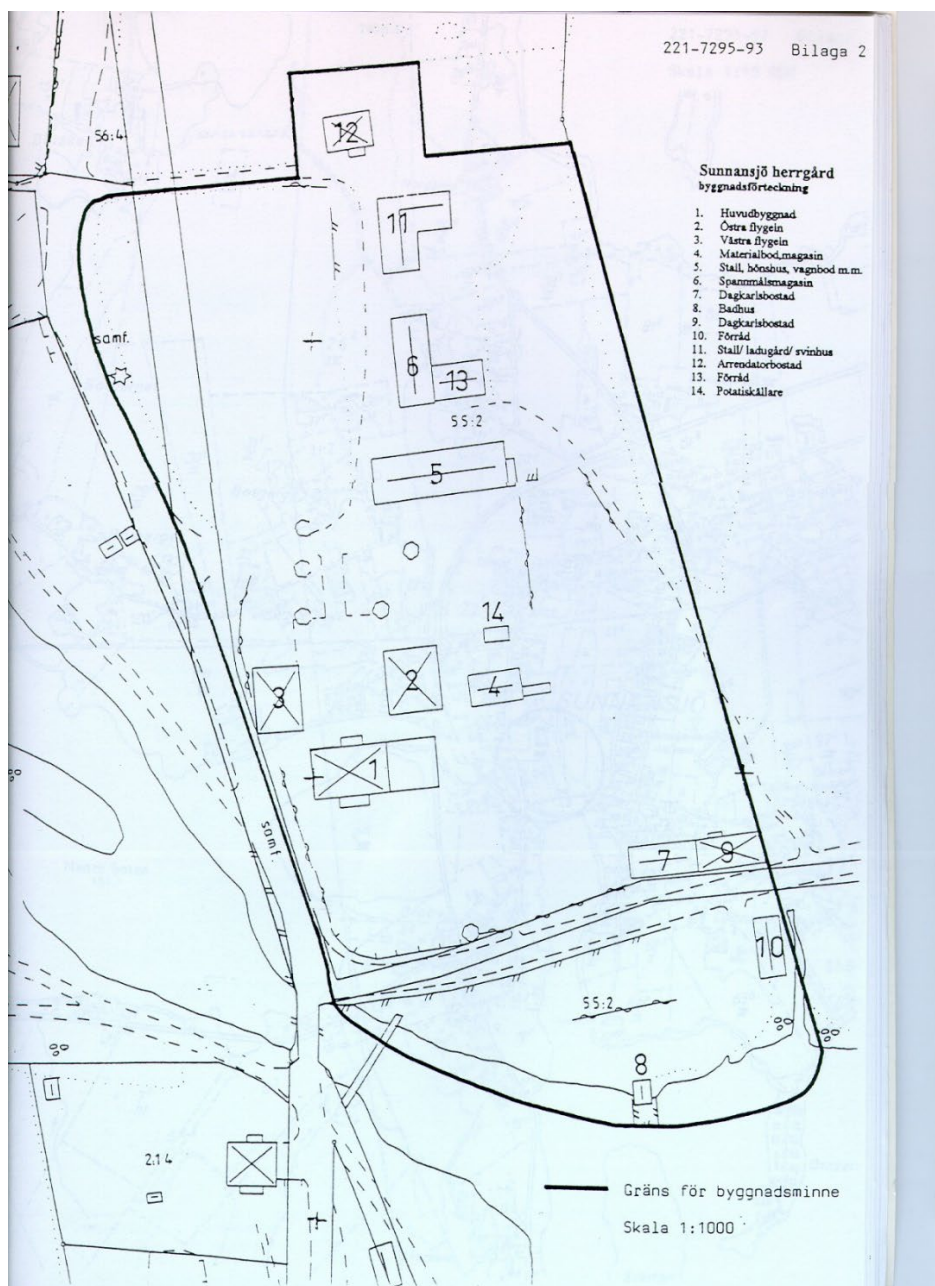 221-7295-93 Bilaga 2
12
56:4
Sunnansjö herrgård
byggnadsförteckning
1. Huvudbyggnad
2. Östra flygeln
3. Västra flygeln
4. Materialbod,magasin
5. Stall, hönshus, vagnbod m.m.
6. Spannmålsmagasin
7. Dagkarlsbostad
8. Badhus
9. Dagkarlsbostad
10. Förråd
11. Stall/ ladugård/ svinhus
12. Arrendatorbostad
13. Förråd
14. Potatiskällare
11
samf.
6
13
55:2
5
14
3
2
4
1
samf.
7
9
10
55:2
8
2:14
Gräns för byggnadsminne
Skala 1:1000